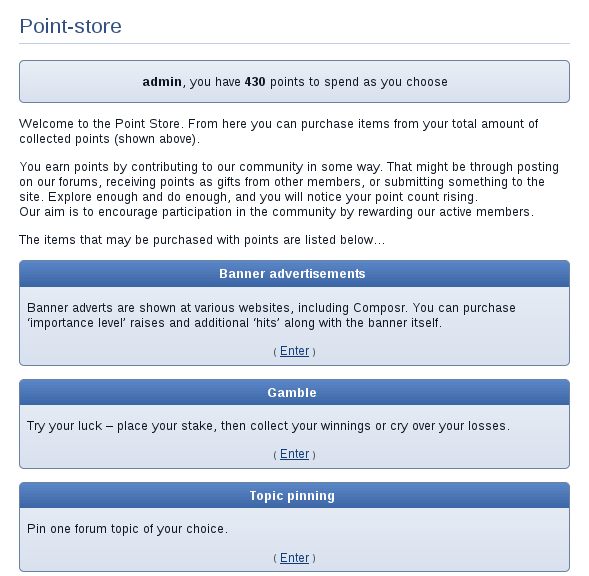 Point-store
admin, you have 430 points to spend as you choose
Welcome to the Point Store. From here you can purchase items from your total amount of
collected points (shown above).
You earn points by contributing to our community in some way. That might be through posting
on our forums, receiving points as gifts from other members, or submitting something to the
site. Explore enough and do enough, and you will notice your point count rising.
Our aim is to encourage participation in the community by rewarding our active members.
The items that may be purchased with points are listed below…
Banner advertisements
Banner adverts are shown at various websites, including Composr. You can purchase
‘importance level’ raises and additional ‘hits’ along with the banner itself.
( Enter )
Gamble
Try your luck – place your stake, then collect your winnings or cry over your losses.
( Enter )
Topic pinning
Pin one forum topic of your choice.
( Enter )